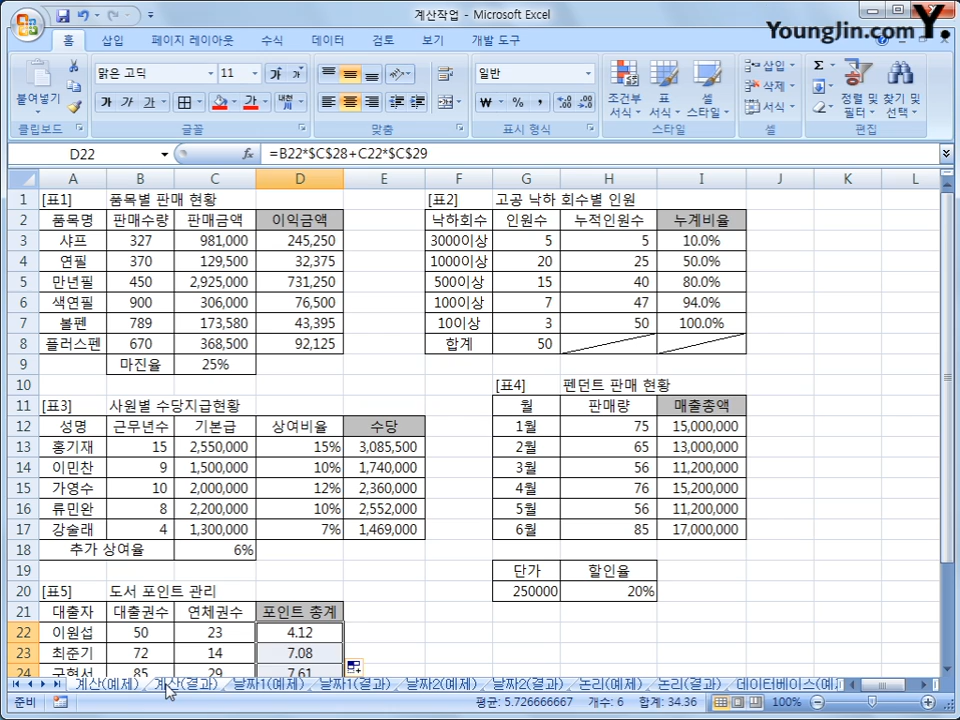 계산작업 - Microsoft Excel
YoungJin.com Y.
홈 삽입 페이지 레이아웃 수식 데이터 검토 보기 개발 도구
붙여넣기 맑은 고딕 11 가 가 일반 조건부 서식 표 서식 셀 스타일 삽입 삭제 서식 Σ 정렬 및 필터 찾기 및 선택
가 가 가 가 내천 ₩ % ,
클립보드 글꼴 맞춤 표시 형식 스타일 셀 편집
D22 fx =B22*$C$28+C22*$C$29
A B C D E F G H I J K L
1 [표1] 품목별 판매 현황 [표2] 고공 낙하 회수별 인원
2 품목명 판매수량 판매금액 이익금액 낙하회수 인원수 누적인원수 누계비율
3 샤프 327 981,000 245,250 3000이상 5 5 10.0%
4 연필 370 129,500 32,375 1000이상 20 25 50.0%
5 만년필 450 2,925,000 731,250 500이상 15 40 80.0%
6 색연필 900 306,000 76,500 100이상 7 47 94.0%
7 볼펜 789 173,580 43,395 10이상 3 50 100.0%
8 플러스펜 670 368,500 92,125 합계 50
9 마진율 25%
10 [표4] 펜던트 판매 현황
11 [표3] 사원별 수당지급현황 월 판매량 매출총액
12 성명 근무년수 기본급 상여비율 수당 1월 75 15,000,000
13 홍기재 15 2,550,000 15% 3,085,500 2월 65 13,000,000
14 이민찬 9 1,500,000 10% 1,740,000 3월 56 11,200,000
15 가영수 10 2,000,000 12% 2,360,000 4월 76 15,200,000
16 류민완 8 2,200,000 10% 2,552,000 5월 56 11,200,000
17 강술래 4 1,300,000 7% 1,469,000 6월 85 17,000,000
18 추가 상여율 6%
19 단가 할인율
20 [표5] 도서 포인트 관리 250000 20%
21 대출자 대출권수 연체권수 포인트 총계
22 이원섭 50 23 4.12
23 최준기 72 14 7.08
24 구현서 85 29 7.61
계산(예제) 계산(결과) 날짜1(예제) 날짜1(결과) 날짜2(예제) 날짜2(결과) 논리(예제) 논리(결과) 데이터베이스(예
준비 평균: 5.726666667 개수: 6 합계: 34.36 100%